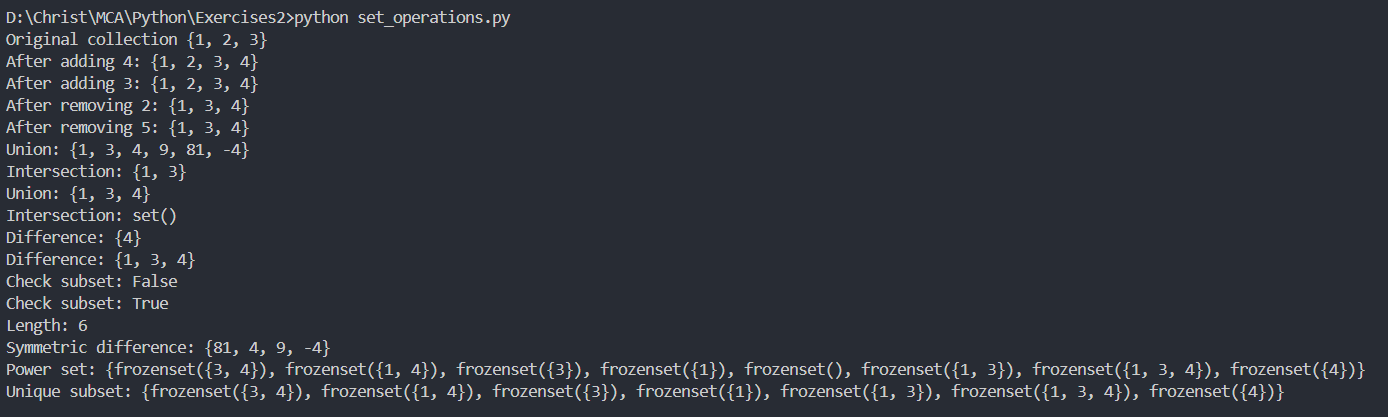 D:\Christ\MCA\Python\Exercises2>python set_operations.py
Original collection {1, 2, 3}
After adding 4: {1, 2, 3, 4}
After adding 3: {1, 2, 3, 4}
After removing 2: {1, 3, 4}
After removing 5: {1, 3, 4}
Union: {1, 3, 4, 9, 81, -4}
Intersection: {1, 3}
Union: {1, 3, 4}
Intersection: set()
Difference: {4}
Difference: {1, 3, 4}
Check subset: False
Check subset: True
Length: 6
Symmetric difference: {81, 4, 9, -4}
Power set: {frozenset({3, 4}), frozenset({1, 4}), frozenset({3}), frozenset({1}), frozenset(), frozenset({1, 3}), frozenset({1, 3, 4}), frozenset({4})}
Unique subset: {frozenset({3, 4}), frozenset({1, 4}), frozenset({3}), frozenset({1}), frozenset({1, 3}), frozenset({1, 3, 4}), frozenset({4})}